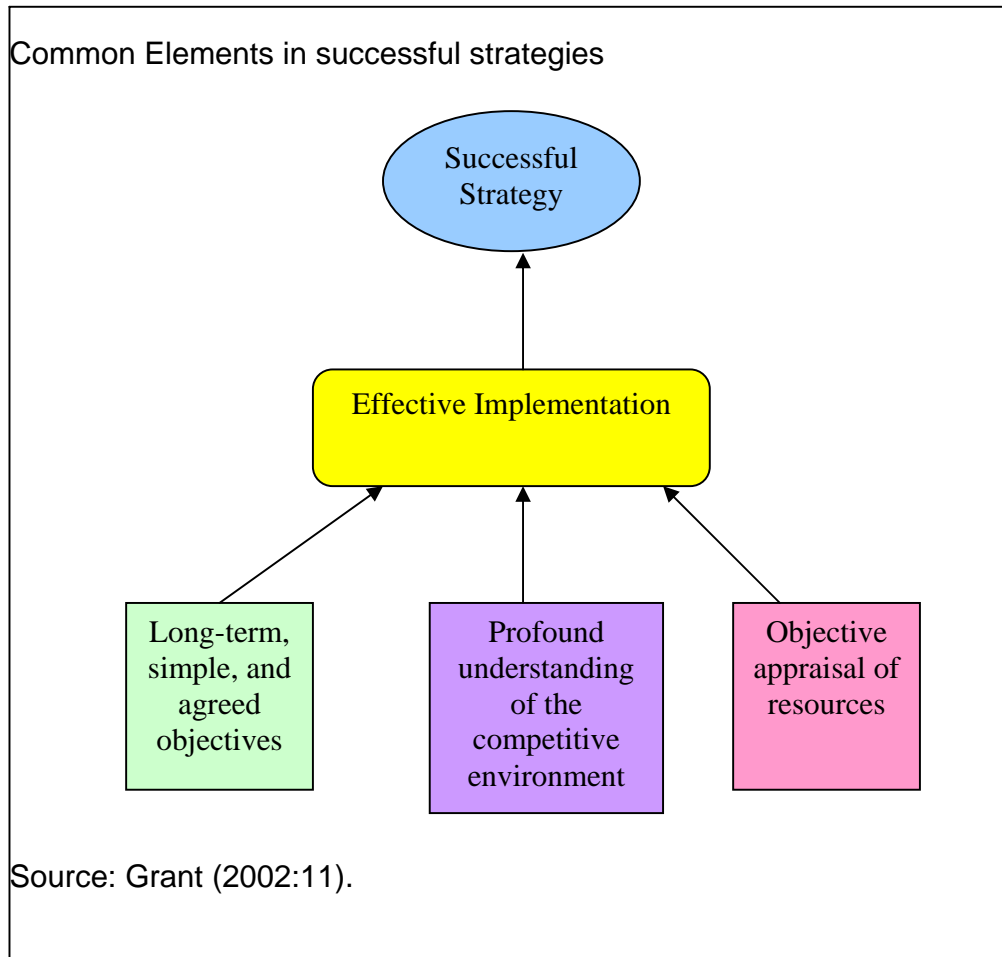 Common Elements in successful strategies
Successful
Strategy
Effective Implementation
Long-term,
simple, and
agreed
objectives
Profound
understanding
of the
competitive
environment
Objective
appraisal of
resources
Source: Grant (2002:11).